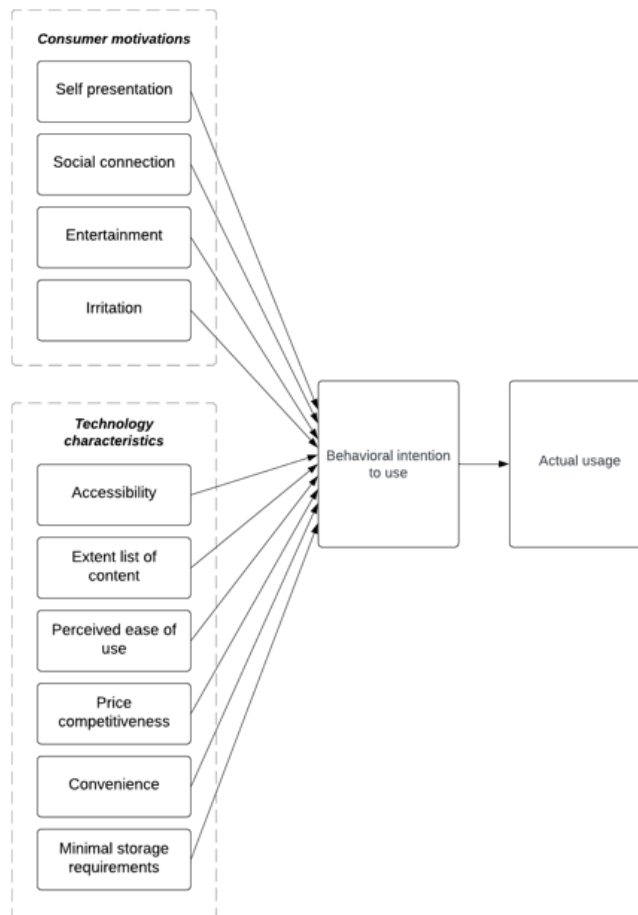 Consumer motivations
Self presentation
Social connection
Entertainment
Irritation
Technology
characteristics
Accessibility
Extent list of
content
Perceived ease of
use
Price
competitiveness
Convenience
Minimal storage
requirements
Behavioral intention
to use
Actual usage